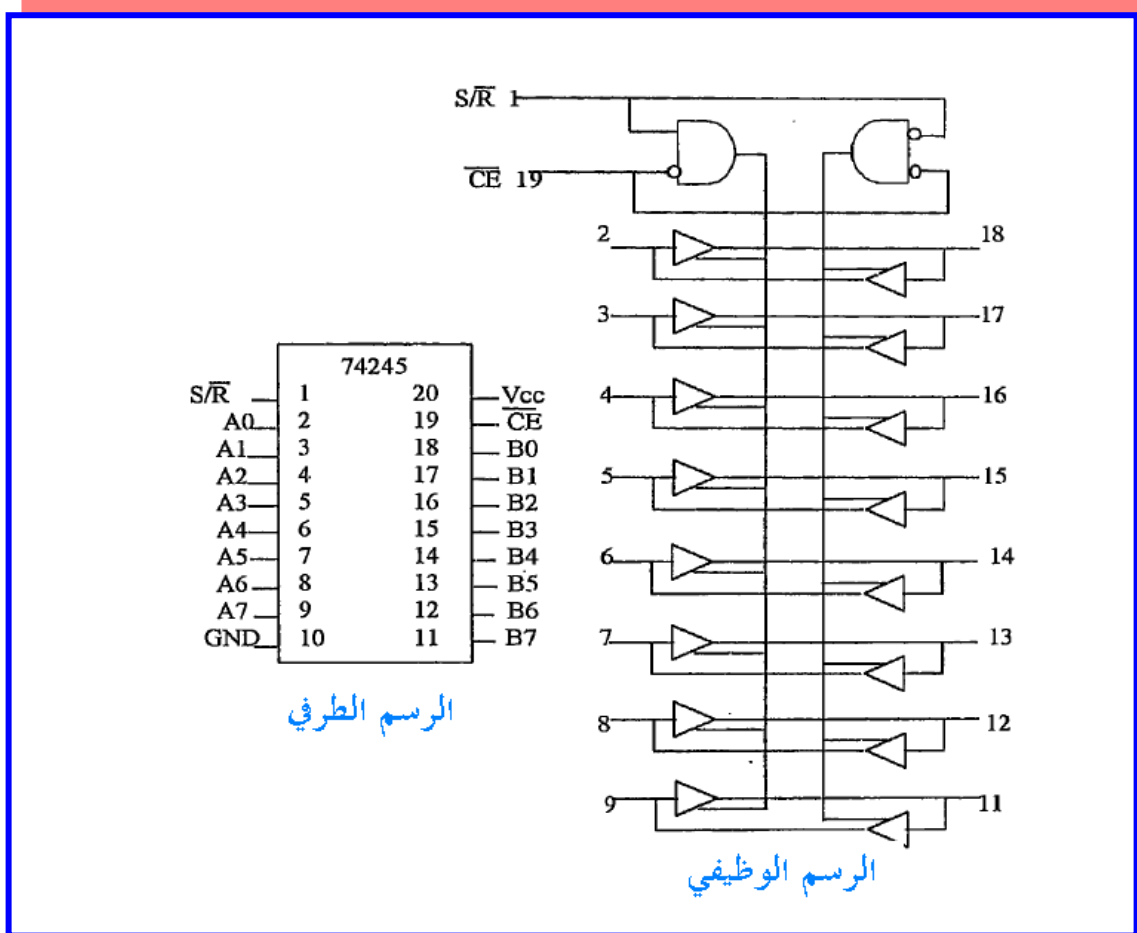 S/R̅ 1
C̅E̅ 19
2 18
3 17
4 16
5 15
6 14
7 13
8 12
9 11
الرسم الوظيفي
74245
S/R̅ 1 20 Vcc
A0 2 19 C̅E̅
A1 3 18 B0
A2 4 17 B1
A3 5 16 B2
A4 6 15 B3
A5 7 14 B4
A6 8 13 B5
A7 9 12 B6
GND 10 11 B7
الرسم الطرفي